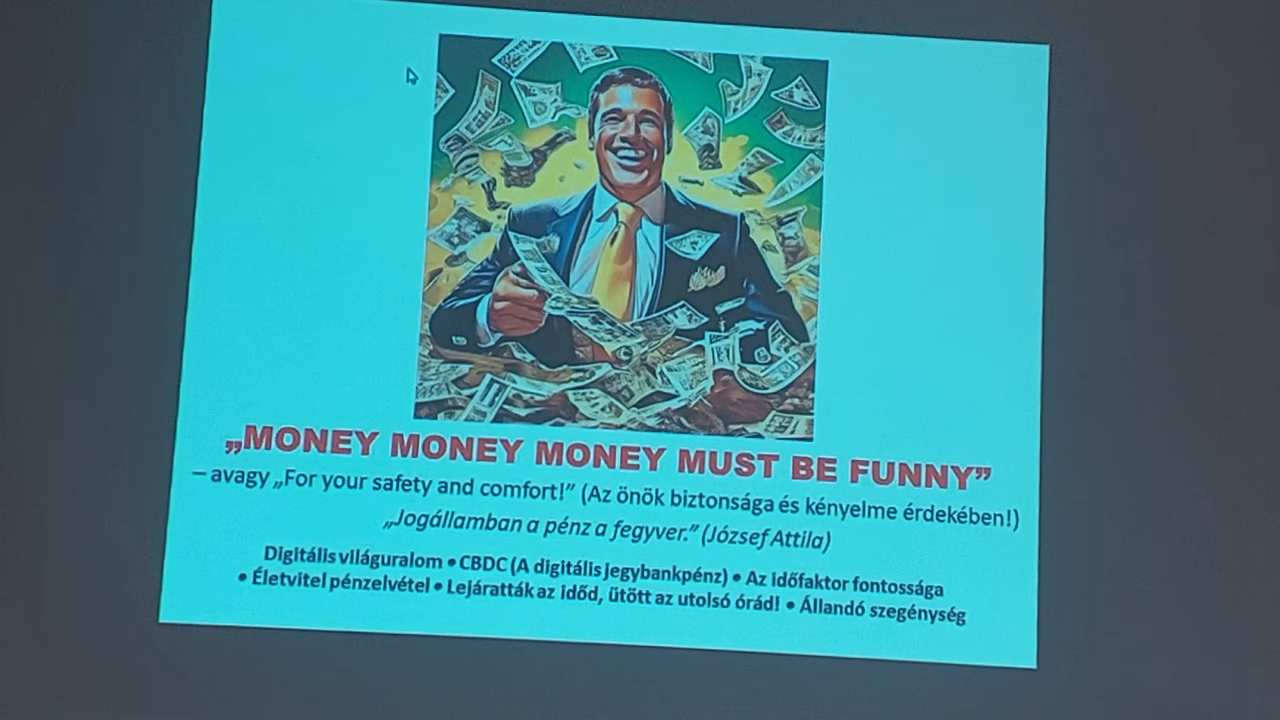 „MONEY MONEY MONEY MUST BE FUNNY”
– avagy „For your safety and comfort!” (Az önök biztonsága és kényelme érdekében!)
„Jogállamban a pénz a fegyver.” (József Attila)
Digitális világuralom • CBDC (A digitális jegybankpénz) • Az időfaktor fontossága
• Életvitel pénzelvétel • Lejáratták az időd, ütött az utolsó órád! • Állandó szegénység